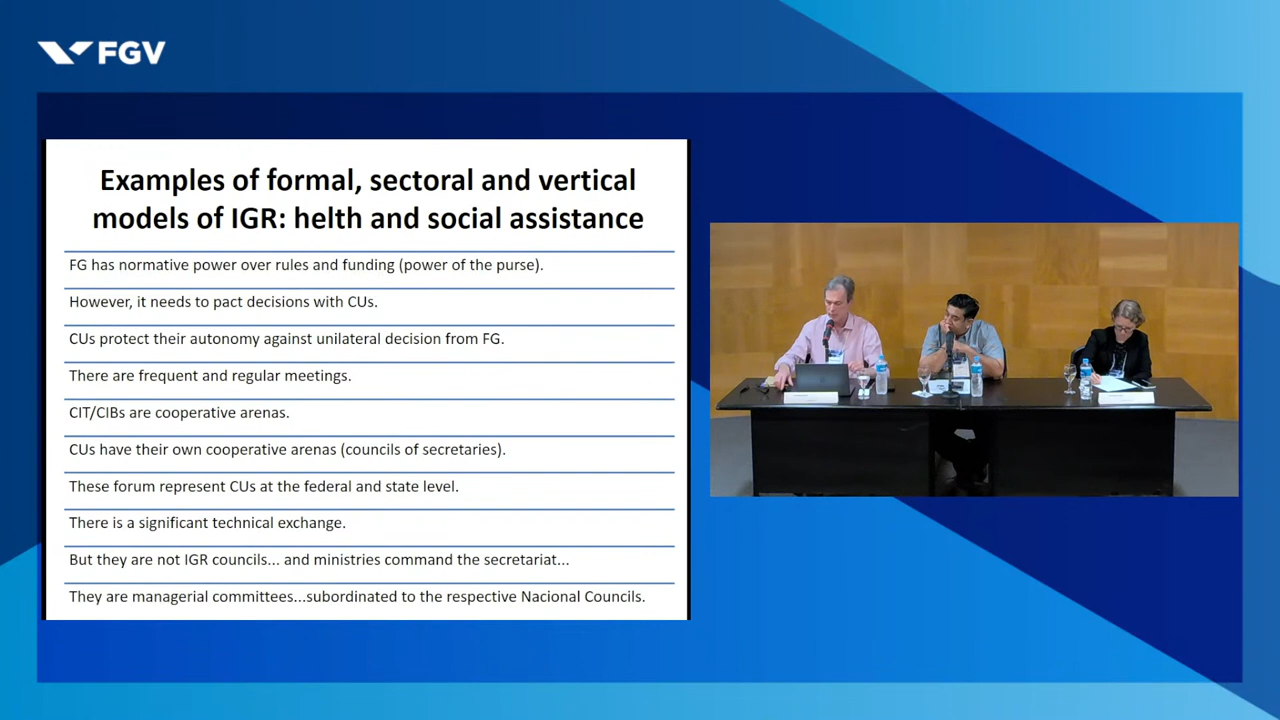 FGV
Examples of formal, sectoral and vertical
models of IGR: helth and social assistance
FG has normative power over rules and funding (power of the purse).
However, it needs to pact decisions with CUs.
CUs protect their autonomy against unilateral decision from FG.
There are frequent and regular meetings.
CIT/CIBs are cooperative arenas.
CUs have their own cooperative arenas (councils of secretaries).
These forum represent CUs at the federal and state level.
There is a significant technical exchange.
But they are not IGR councils... and ministries command the secretariat...
They are managerial committees...subordinated to the respective Nacional Councils.